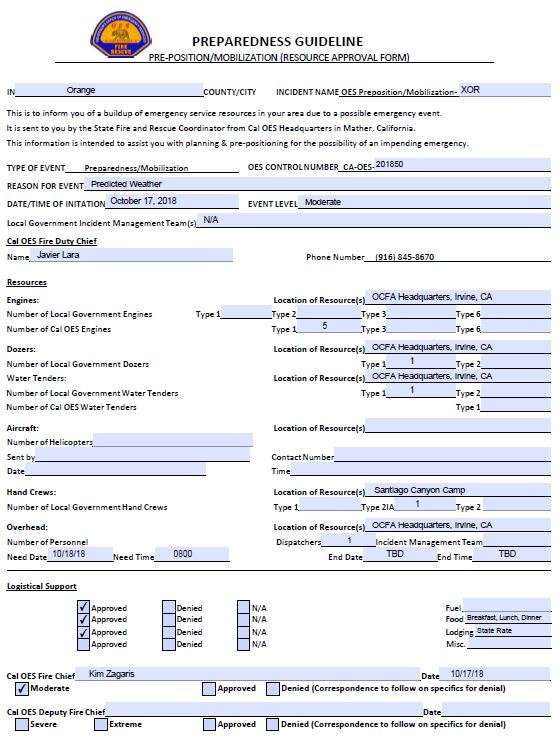 OES
FIRE
RESCUE
PREPAREDNESS GUIDELINE
PRE-POSITION/MOBILIZATION (RESOURCE APPROVAL FORM)
IN Orange COUNTY/CITY INCIDENT NAME OES Preposition/Mobilization- XOR
This is to inform you of a buildup of emergency service resources in your area due to a possible emergency event.
It is sent to you by the State Fire and Rescue Coordinator from Cal OES Headquarters in Mather, California.
This information is intended to assist you with planning & pre-positioning for the possibility of an impending emergency.
TYPE OF EVENT Preparedness/Mobilization OES CONTROL NUMBER CA-OES- 201850
REASON FOR EVENT Predicted Weather
DATE/TIME OF INITATION October 17, 2018 EVENT LEVEL Moderate
Local Government Incident Management Team(s) N/A
Cal OES Fire Duty Chief
Name Javier Lara Phone Number (916) 845-8670
Resources
Engines: Location of Resource(s) OCFA Headquarters, Irvine, CA
Number of Local Government Engines Type 1 Type 2 Type 3 Type 6
Number of Cal OES Engines Type 1 5 Type 3 Type 6
Dozers: Location of Resource(s) OCFA Headquarters, Irvine, CA
Number of Local Government Dozers Type 1 1 Type 2
Water Tenders: Location of Resource(s) OCFA Headquarters, Irvine, CA
Number of Local Government Water Tenders Type 1 1 Type 2
Number of Cal OES Water Tenders Type 1
Aircraft: Location of Resource(s)
Number of Helicopters
Sent by Contact Number
Date Time
Hand Crews: Location of Resource(s) Santiago Canyon Camp
Number of Local Government Hand Crews Type 1 Type 2IA 1 Type 2
Overhead: Location of Resource(s) OCFA Headquarters, Irvine, CA
Number of Personnel Dispatchers 1 Incident Management Team
Need Date 10/18/18 Need Time 0800 End Date TBD End Time TBD
Logistical Support
Approved Denied N/A Fuel
Approved Denied N/A Food Breakfast, Lunch, Dinner
Approved Denied N/A Lodging State Rate
Approved Denied N/A Misc.
Cal OES Fire Chief Kim Zagaris Date 10/17/18
Moderate Approved Denied (Correspondence to follow on specifics for denial)
Cal OES Deputy Fire Chief Date
Severe Extreme Approved Denied (Correspondence to follow on specifics for denial)